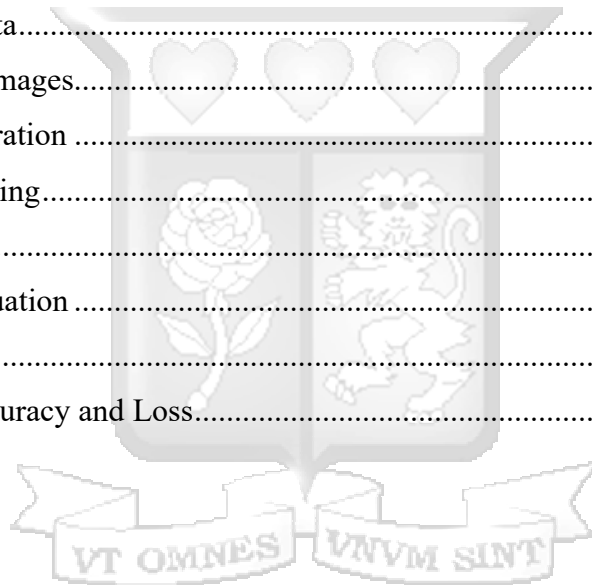 ta................................................................................
mages.........................................................................
ration .........................................................................
ing..............................................................................
....................................................................................
uation .........................................................................
....................................................................................
uracy and Loss.......................................................
VT OMNES VNVM SINT